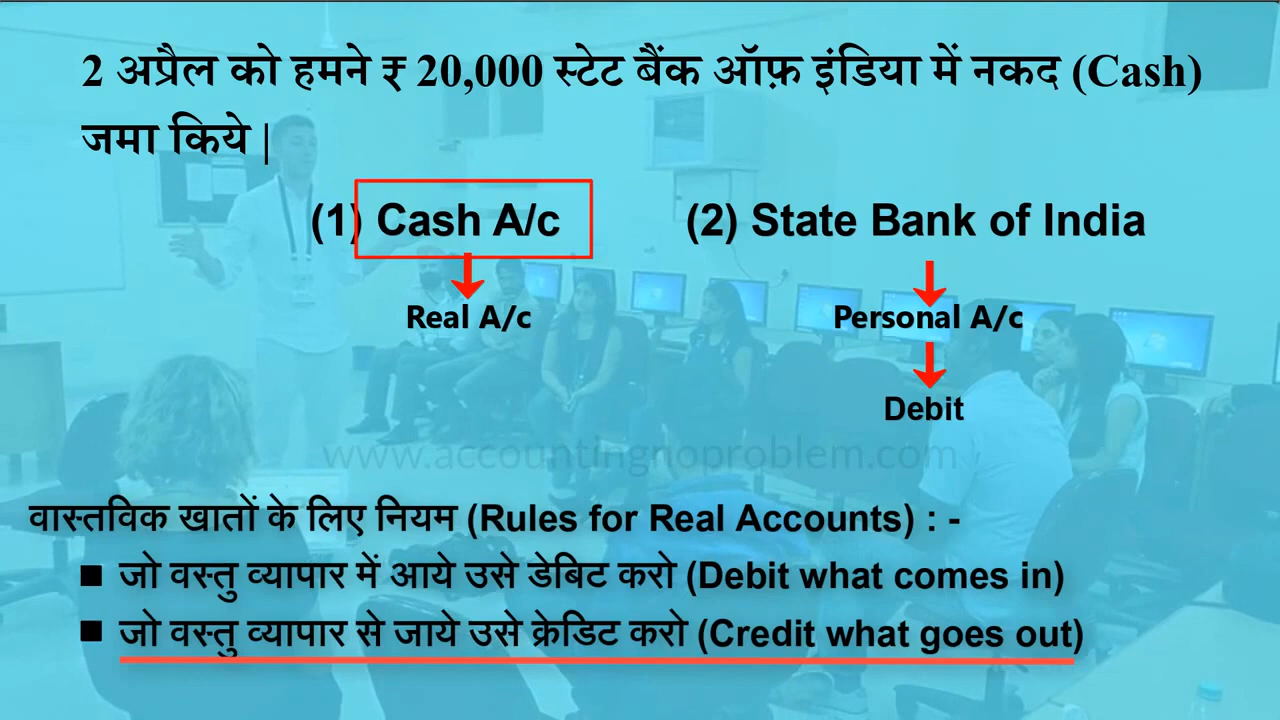 2 अप्रैल को हमने ₹ 20,000 स्टेट बैंक ऑफ़ इंडिया में नकद (Cash)
जमा किये |
(1) Cash A/c (2) State Bank of India
Real A/c Personal A/c
Debit
www.accountingnoproblem.com
वास्तविक खातों के लिए नियम (Rules for Real Accounts) : -
■ जो वस्तु व्यापार में आये उसे डेबिट करो (Debit what comes in)
■ जो वस्तु व्यापार से जाये उसे क्रेडिट करो (Credit what goes out)